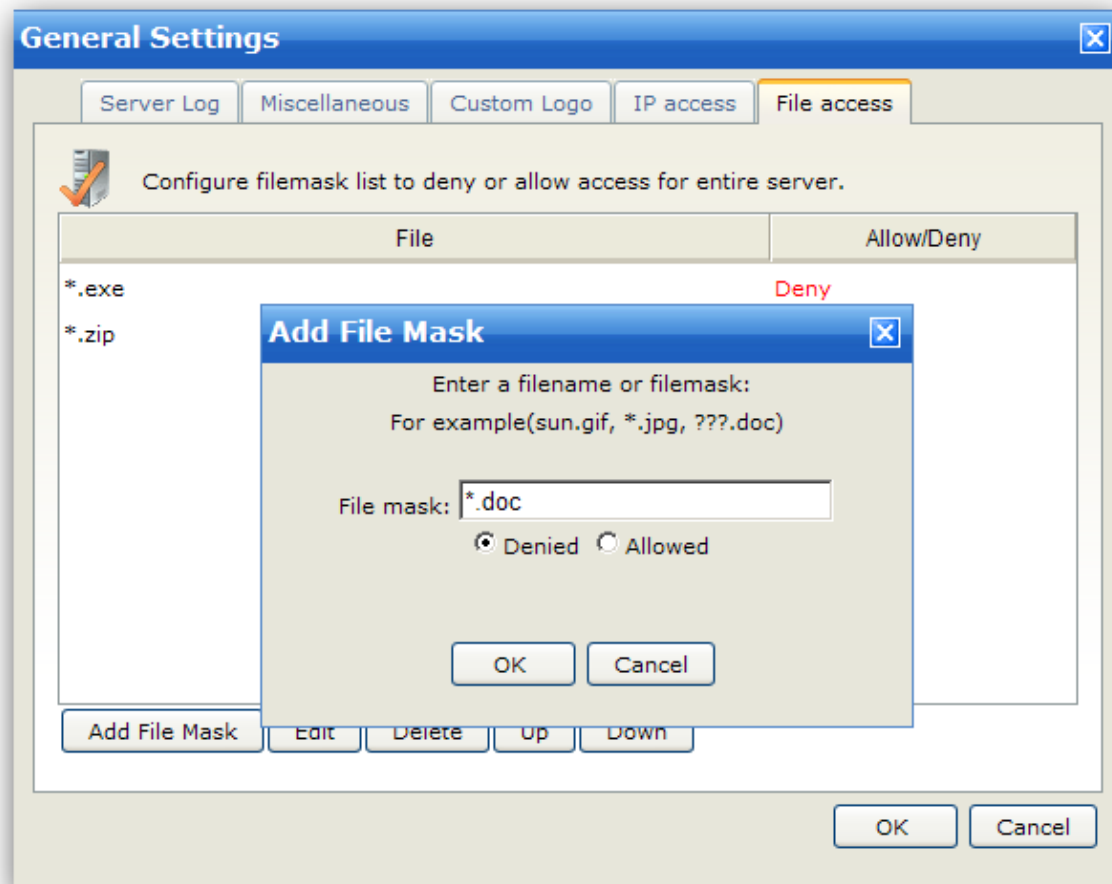 General Settings
Server Log Miscellaneous Custom Logo IP access File access
Configure filemask list to deny or allow access for entire server.
File Allow/Deny
*.exe Deny
*.zip
Add File Mask
Enter a filename or filemask:
For example(sun.gif, *.jpg, ???.doc)
File mask: *.doc
Denied Allowed
OK Cancel
Add File Mask Edit Delete Up Down
OK Cancel